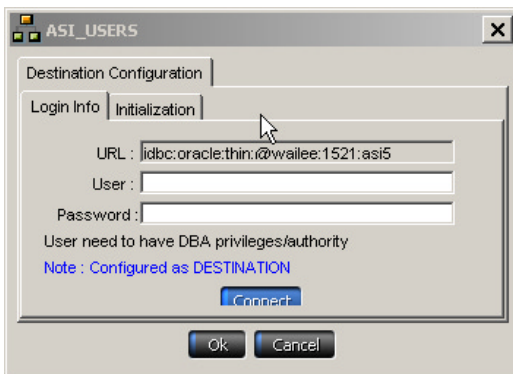 ASI_USERS
Destination Configuration
Login Info Initialization
URL : jdbc:oracle:thin:@wailee:1521:asi5
User :
Password :
User need to have DBA privileges/authority
Note : Configured as DESTINATION
Connect
Ok Cancel